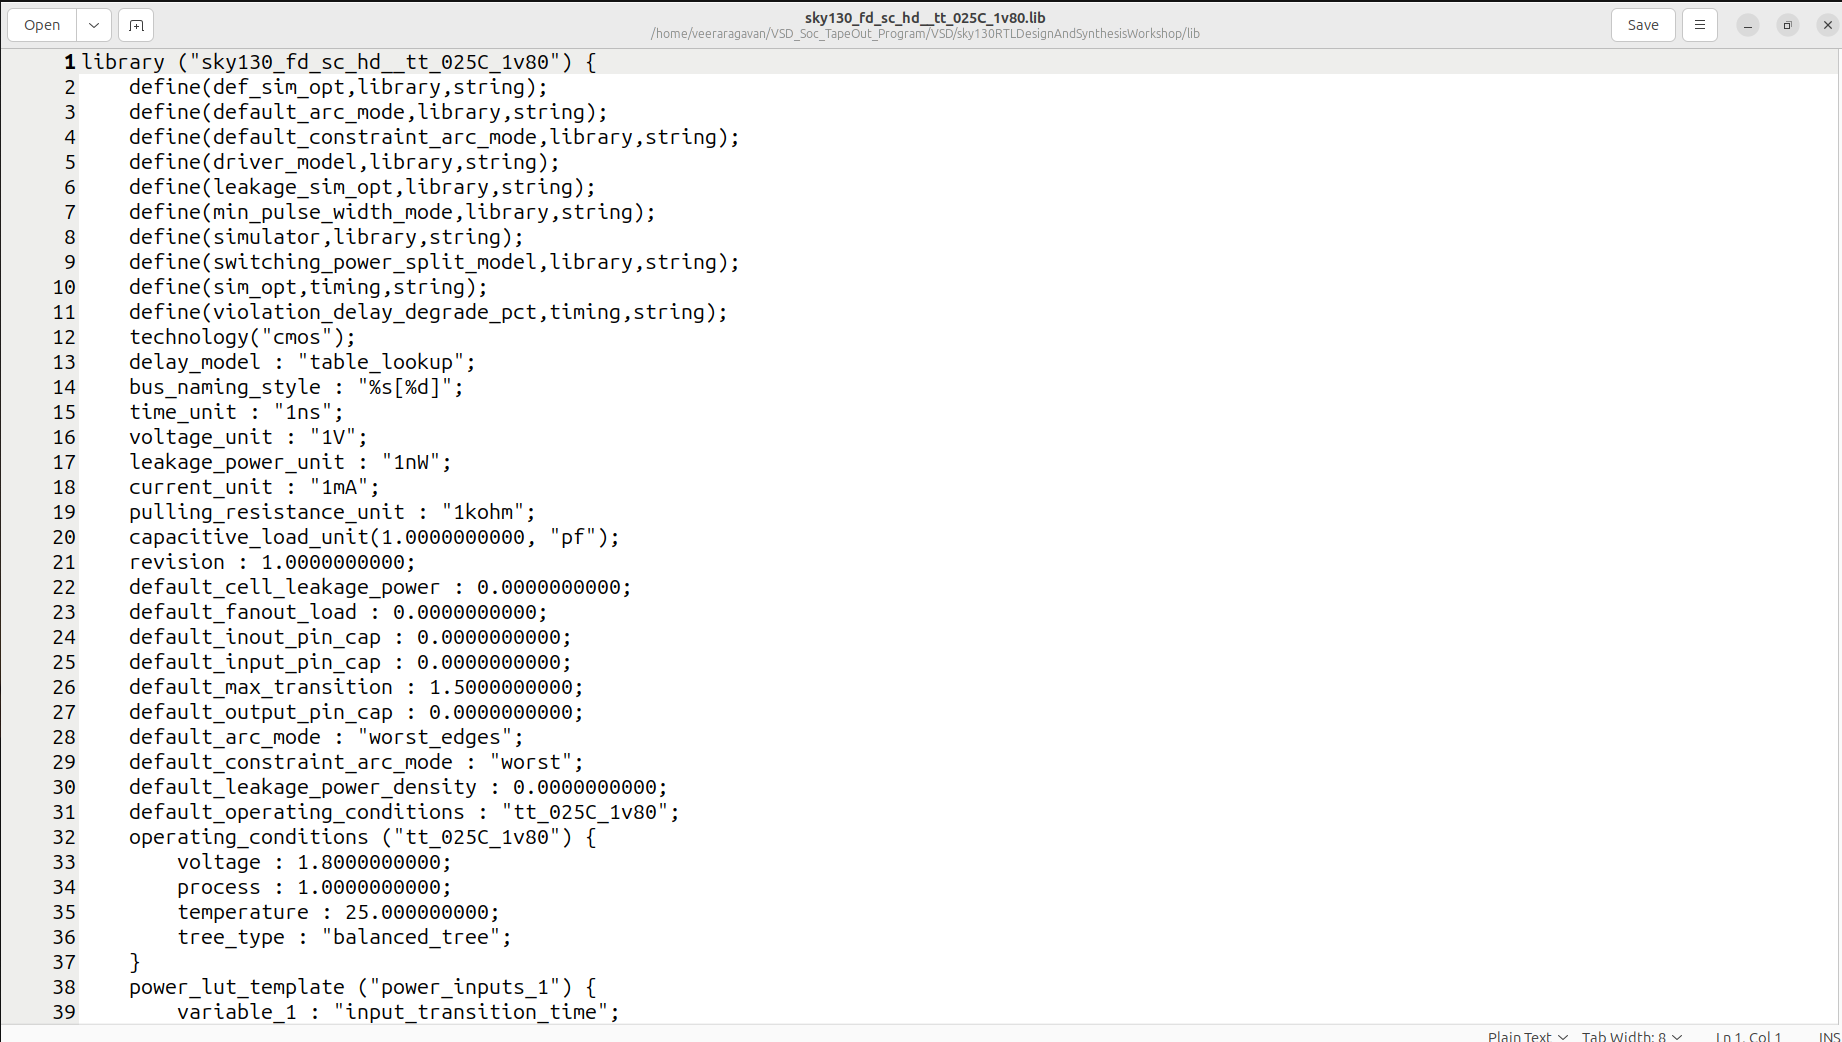 Open
sky130_fd_sc_hd__tt_025C_1v80.lib
/home/veeraragavan/VSD_Soc_TapeOut_Program/VSD/sky130RTLDesignAndSynthesisWorkshop/lib
Save
1 library ("sky130_fd_sc_hd__tt_025C_1v80") {
2     define(def_sim_opt,library,string);
3     define(default_arc_mode,library,string);
4     define(default_constraint_arc_mode,library,string);
5     define(driver_model,library,string);
6     define(leakage_sim_opt,library,string);
7     define(min_pulse_width_mode,library,string);
8     define(simulator,library,string);
9     define(switching_power_split_model,library,string);
10     define(sim_opt,timing,string);
11     define(violation_delay_degrade_pct,timing,string);
12     technology("cmos");
13     delay_model : "table_lookup";
14     bus_naming_style : "%s[%d]";
15     time_unit : "1ns";
16     voltage_unit : "1V";
17     leakage_power_unit : "1nW";
18     current_unit : "1mA";
19     pulling_resistance_unit : "1kohm";
20     capacitive_load_unit(1.0000000000, "pf");
21     revision : 1.0000000000;
22     default_cell_leakage_power : 0.0000000000;
23     default_fanout_load : 0.0000000000;
24     default_inout_pin_cap : 0.0000000000;
25     default_input_pin_cap : 0.0000000000;
26     default_max_transition : 1.5000000000;
27     default_output_pin_cap : 0.0000000000;
28     default_arc_mode : "worst_edges";
29     default_constraint_arc_mode : "worst";
30     default_leakage_power_density : 0.0000000000;
31     default_operating_conditions : "tt_025C_1v80";
32     operating_conditions ("tt_025C_1v80") {
33         voltage : 1.8000000000;
34         process : 1.0000000000;
35         temperature : 25.000000000;
36         tree_type : "balanced_tree";
37     }
38     power_lut_template ("power_inputs_1") {
39         variable_1 : "input_transition_time";
Plain Text Tab Width: 8 Ln 1, Col 1 INS